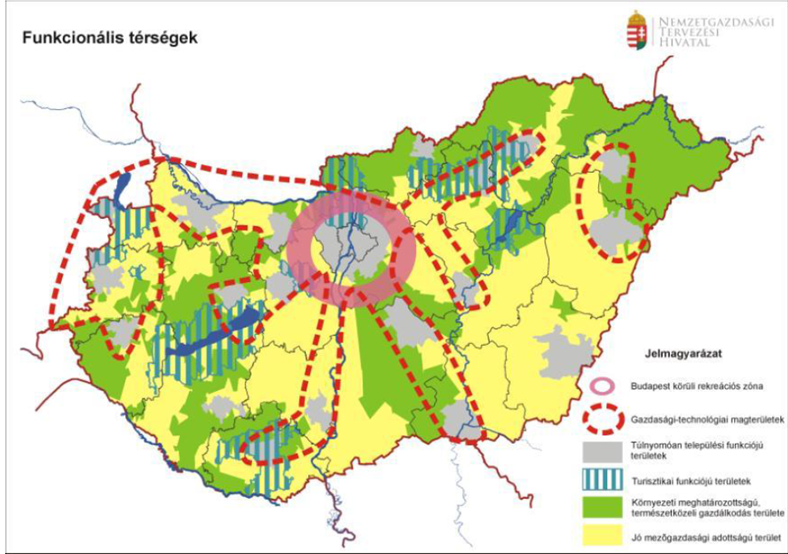 Funkcionális térségek
NEMZETGAZDASÁGI
TERVEZÉSI
HIVATAL
Jelmagyarázat
Budapest körüli rekreációs zóna
Gazdasági-technológiai magterületek
Túlnyomóan települési funkciójú
területek
Turisztikai funkciójú területek
Környezeti meghatározottságú,
természetközeli gazdálkodás területe
Jó mezőgazdasági adottságú terület